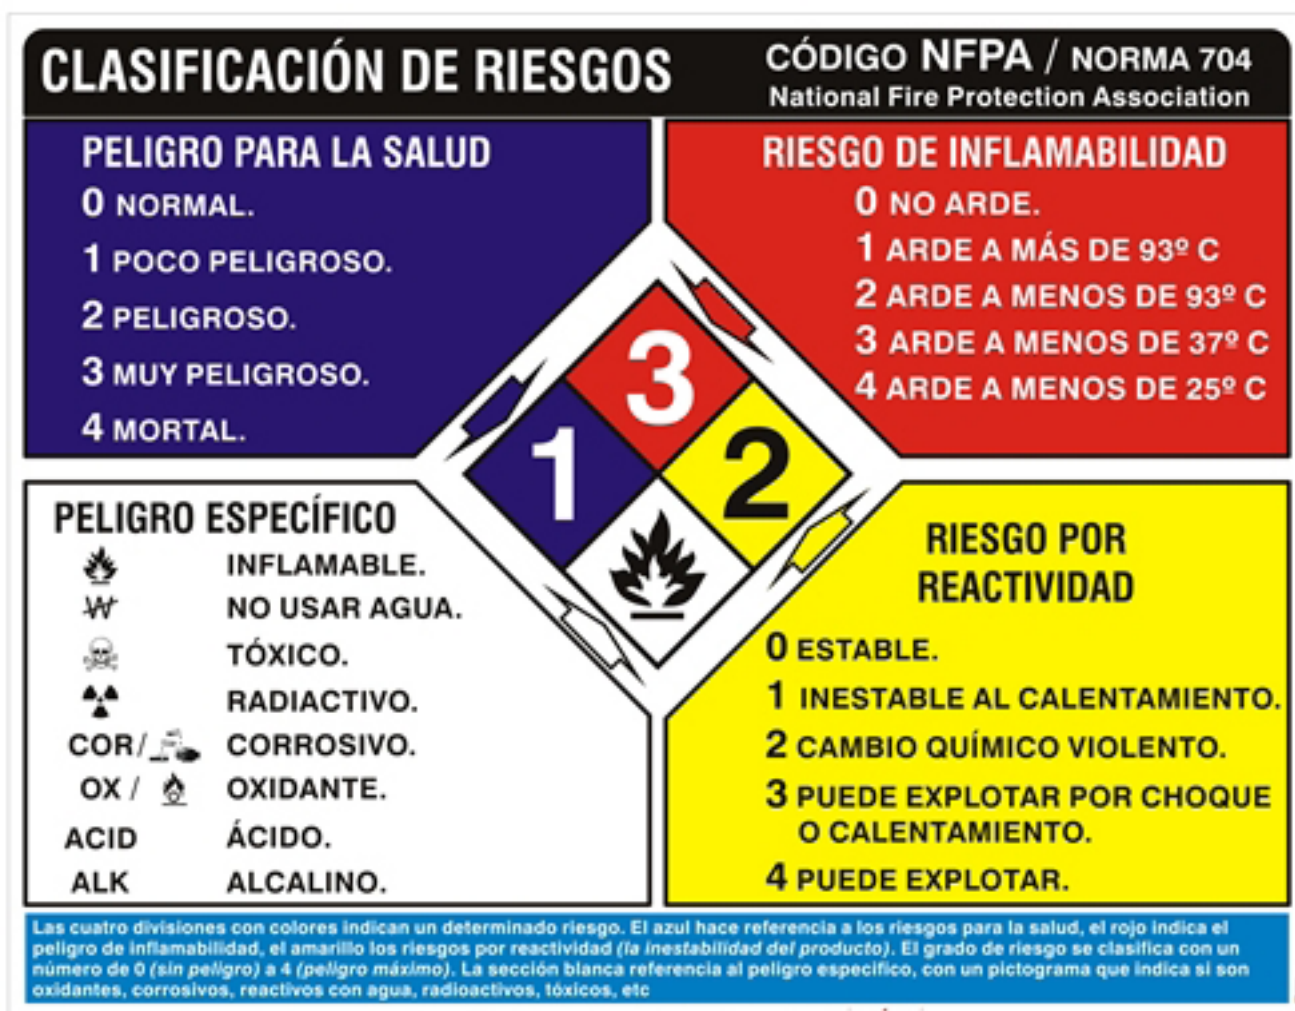 CLASIFICACIÓN DE RIESGOS
CÓDIGO NFPA / NORMA 704
National Fire Protection Association
PELIGRO PARA LA SALUD
0 NORMAL.
1 POCO PELIGROSO.
2 PELIGROSO.
3 MUY PELIGROSO.
4 MORTAL.
RIESGO DE INFLAMABILIDAD
0 NO ARDE.
1 ARDE A MÁS DE 93º C
2 ARDE A MENOS DE 93º C
3 ARDE A MENOS DE 37º C
4 ARDE A MENOS DE 25º C
3
1
2
PELIGRO ESPECÍFICO
INFLAMABLE.
W NO USAR AGUA.
TÓXICO.
RADIACTIVO.
COR/ CORROSIVO.
OX / OXIDANTE.
ACID ÁCIDO.
ALK ALCALINO.
RIESGO POR
REACTIVIDAD
0 ESTABLE.
1 INESTABLE AL CALENTAMIENTO.
2 CAMBIO QUÍMICO VIOLENTO.
3 PUEDE EXPLOTAR POR CHOQUE
O CALENTAMIENTO.
4 PUEDE EXPLOTAR.
Las cuatro divisiones con colores indican un determinado riesgo. El azul hace referencia a los riesgos para la salud, el rojo indica el
peligro de inflamabilidad, el amarillo los riesgos por reactividad (la inestabilidad del producto). El grado de riesgo se clasifica con un
número de 0 (sin peligro) a 4 (peligro máximo). La sección blanca referencia al peligro especifico, con un pictograma que indica si son
oxidantes, corrosivos, reactivos con agua, radioactivos, tóxicos, etc